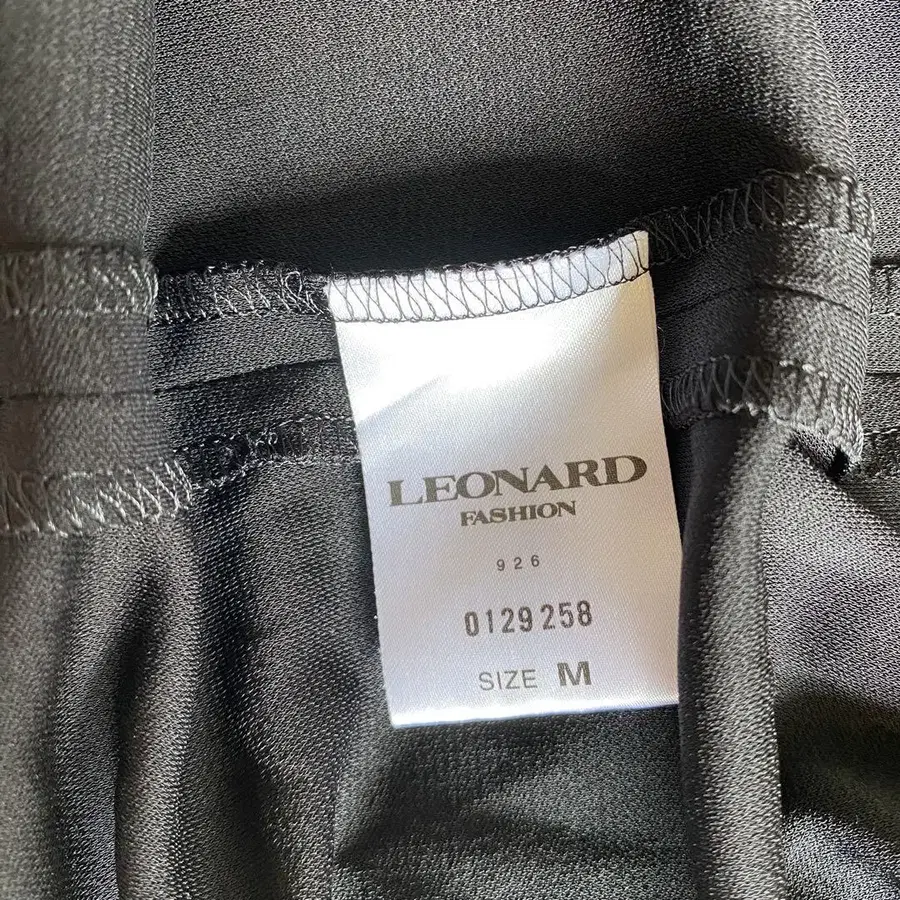 LEONARD
FASHION
926
0129258
SIZE M